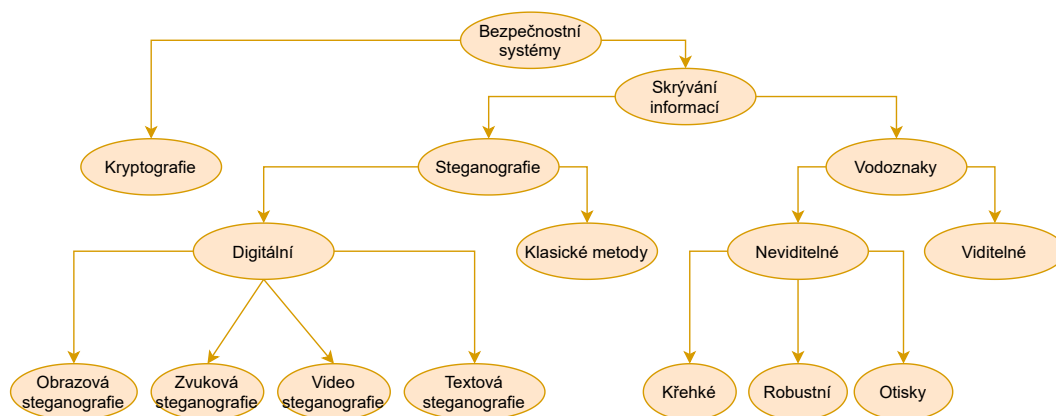 Bezpečnostní
systémy
Skrývání
informací
Kryptografie
Steganografie
Vodoznaky
Digitální
Klasické metody
Neviditelné
Viditelné
Obrazová
steganografie
Zvuková
steganografie
Video
steganografie
Textová
steganografie
Křehké
Robustní
Otisky